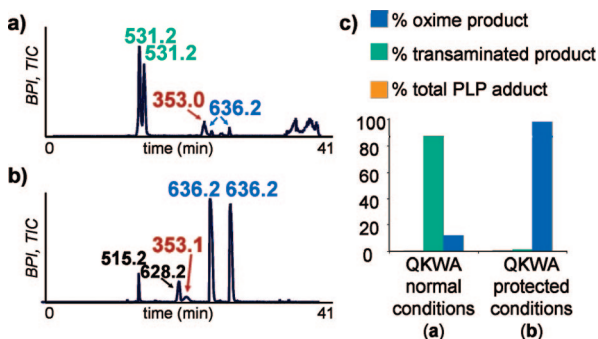 a)
531.2
531.2
353.0
636.2
BPI, TIC
0
time (min)
41
b)
636.2 636.2
515.2
353.1
628.2
BPI, TIC
0
time (min)
41
c)
% oxime product
% transaminated product
% total PLP adduct
100
80
60
40
20
0
QKWA QKWA
normal protected
conditions conditions
(a) (b)